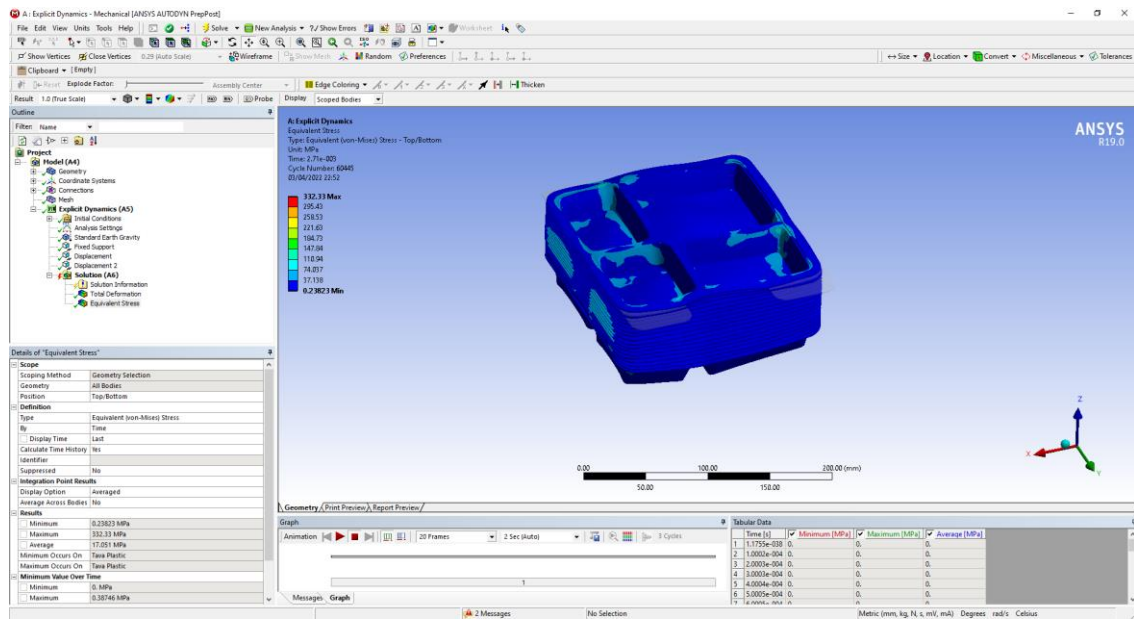 A : Explicit Dynamics - Mechanical [ANSYS AUTODYN PrepPost]
File Edit View Units Tools Help Solve New Analysis ?/ Show Errors Worksheet
Show Vertices Close Vertices 0.29 (Auto Scale) Wireframe Show Mesh Random Preferences Size Location Convert Miscellaneous Tolerances
Clipboard [Empty]
Reset Explode Factor: Assembly Center Edge Coloring Thicken
Result 1.0 (True Scale) Probe Display Scoped Bodies
Outline
Filter: Name
Project
Model (A4)
Geometry
Coordinate Systems
Connections
Mesh
Explicit Dynamics (A5)
Initial Conditions
Analysis Settings
Standard Earth Gravity
Fixed Support
Displacement
Displacement 2
Solution (A6)
Solution Information
Total Deformation
Equivalent Stress
Details of "Equivalent Stress"
Scope
Scoping Method Geometry Selection
Geometry All Bodies
Position Top/Bottom
Definition
Type Equivalent (von-Mises) Stress
By Time
Display Time Last
Calculate Time History Yes
Identifier
Suppressed No
Integration Point Results
Display Option Averaged
Average Across Bodies No
Results
Minimum 0.23823 MPa
Maximum 332.33 MPa
Average 17.051 MPa
Minimum Occurs On Tava Plastic
Maximum Occurs On Tava Plastic
Minimum Value Over Time
Minimum 0. MPa
Maximum 0.38746 MPa
A: Explicit Dynamics
Equivalent Stress
Type: Equivalent (von-Mises) Stress - Top/Bottom
Unit: MPa
Time: 2.71e-003
Cycle Number: 60445
03/04/2022 22:52
332.33 Max
295.43
258.53
221.63
184.73
147.84
110.94
74.037
37.138
0.23823 Min
ANSYS
R19.0
Z
X
Y
0.00 100.00 200.00 (mm)
50.00 150.00
Geometry Print Preview Report Preview
Graph
Animation 20 Frames 2 Sec (Auto) 3 Cycles
1
Messages Graph
Tabular Data
Time [s] Minimum [MPa] Maximum [MPa] Average [MPa]
1 1.1755e-038 0. 0. 0.
2 1.0002e-004 0. 0. 0.
3 2.0003e-004 0. 0. 0.
4 3.0003e-004 0. 0. 0.
5 4.0004e-004 0. 0. 0.
6 5.0005e-004 0. 0. 0.
2 Messages No Selection Metric (mm, kg, N, s, mV, mA) Degrees rad/s Celsius